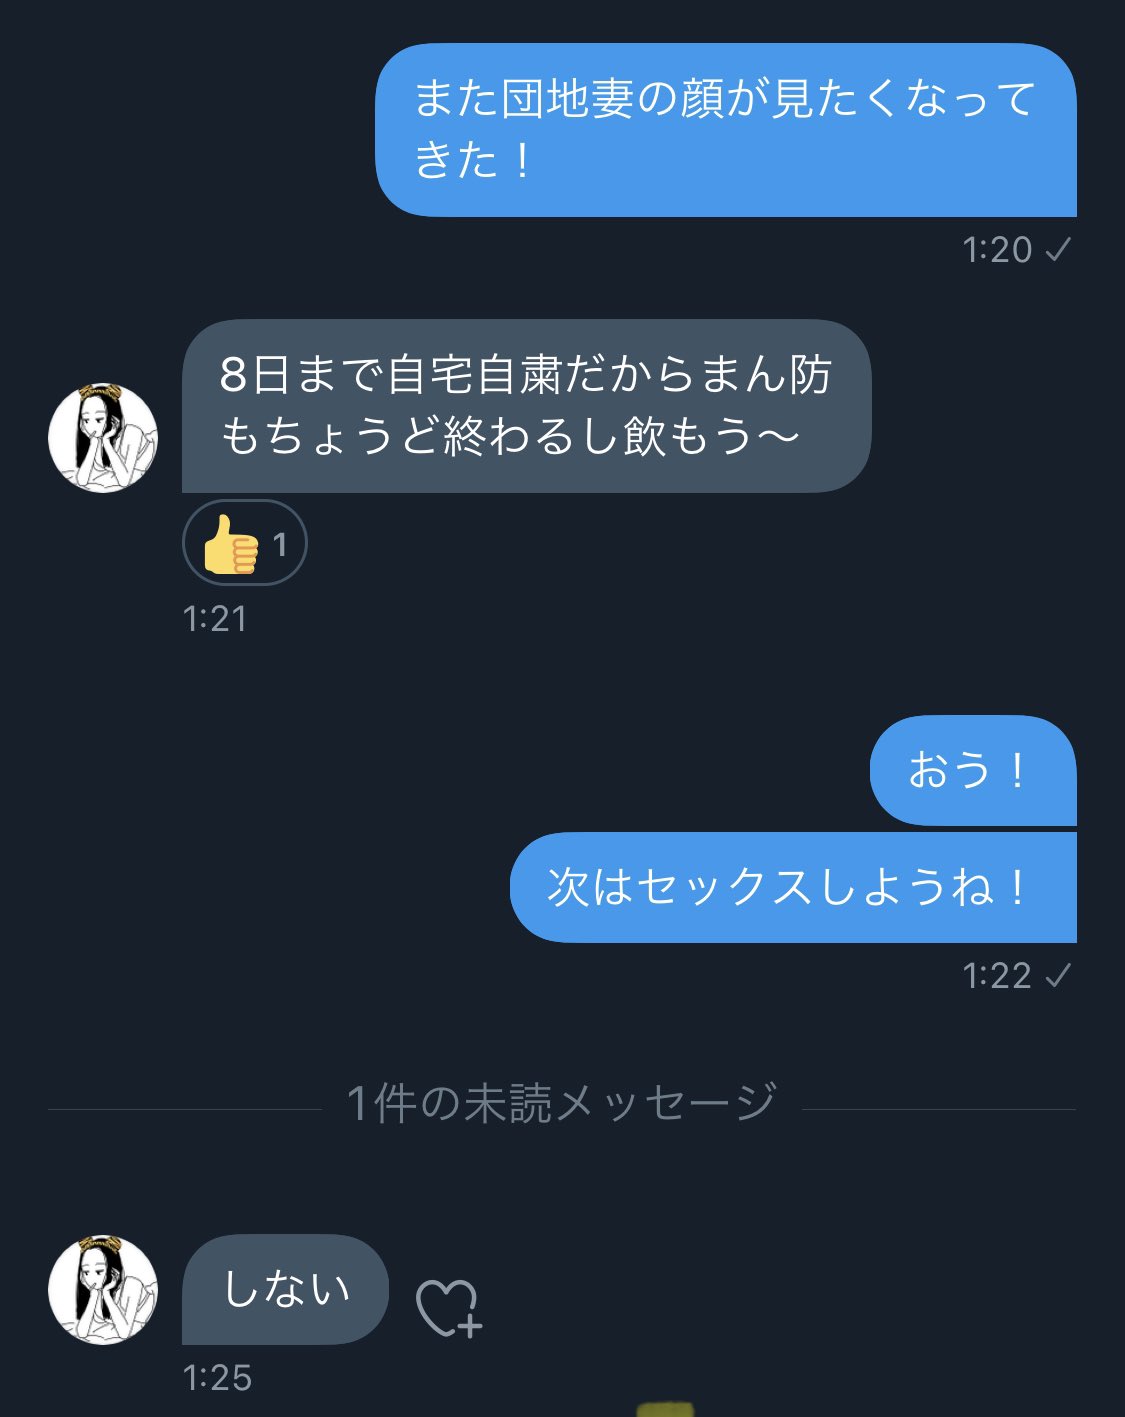 また団地妻の顔が見たくなって
きた！
1:20
8日まで自宅自粛だからまん防
もちょうど終わるし飲もう〜
1
1:21
おう！
次はセックスしようね！
1:22
1件の未読メッセージ
しない
1:25